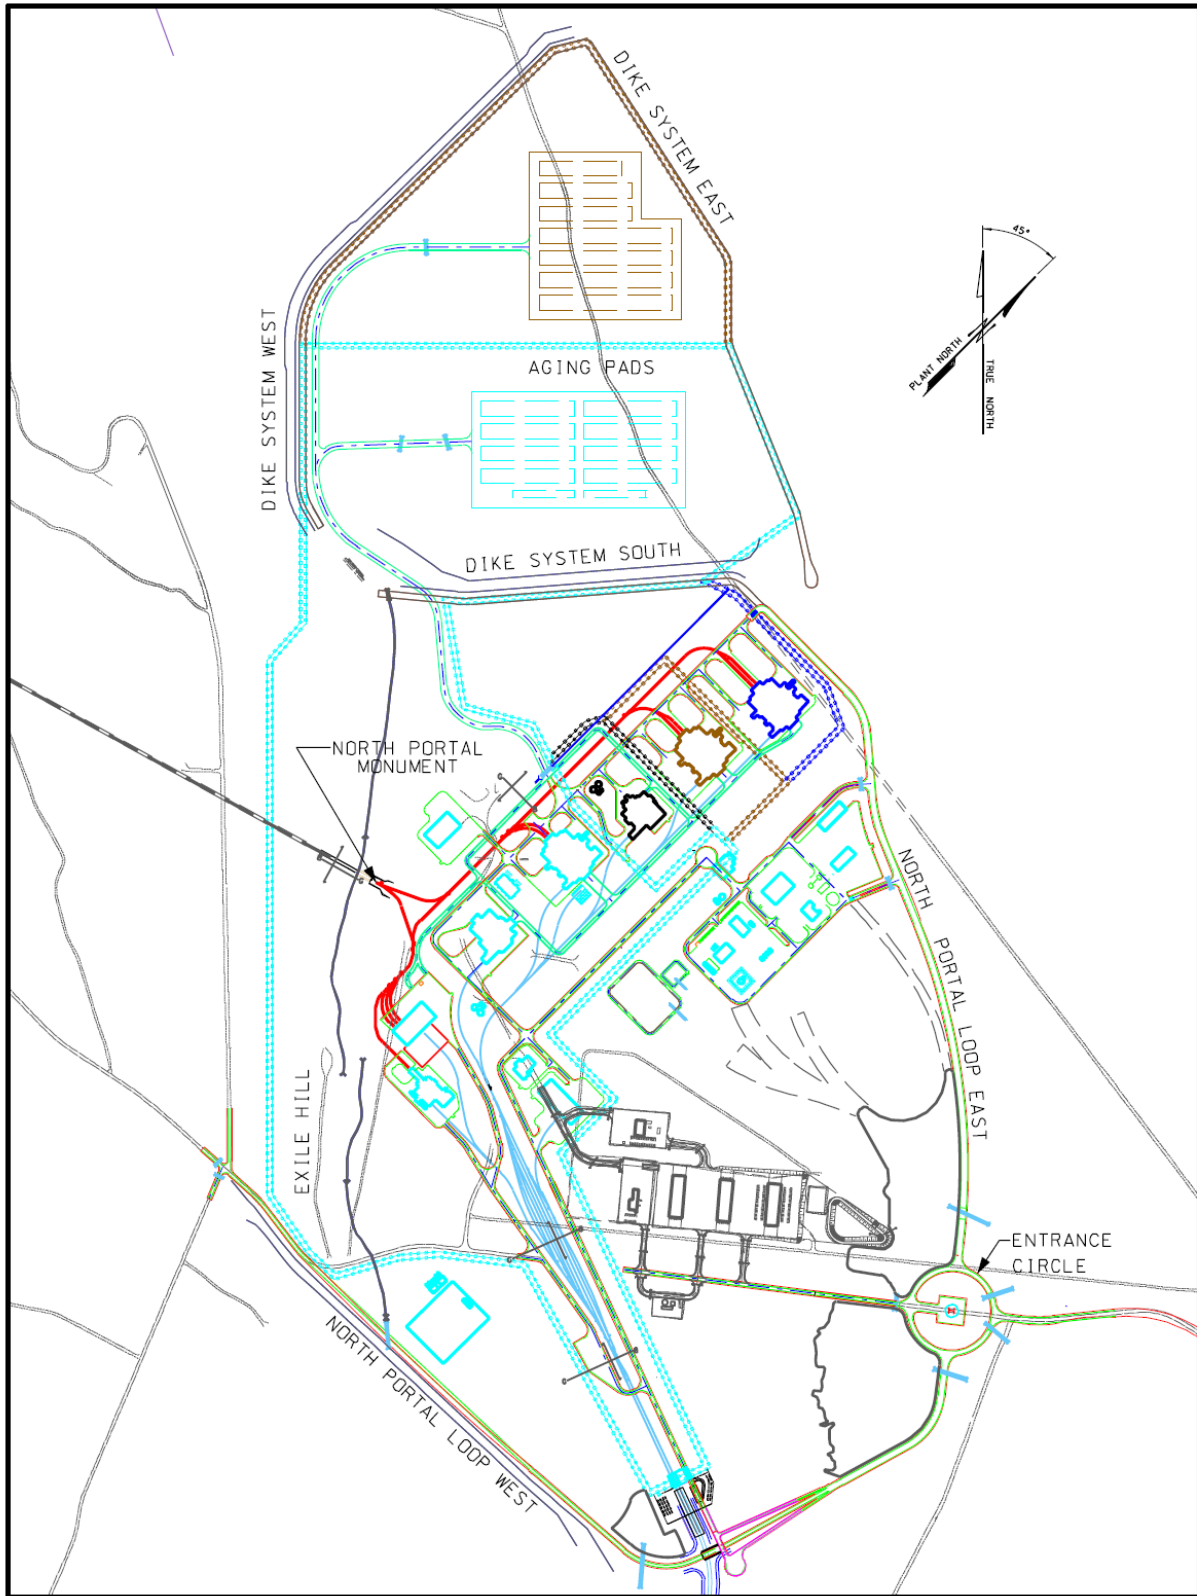 DIKE SYSTEM EAST
45°
PLANT NORTH
TRUE NORTH
DIKE SYSTEM WEST
AGING PADS
DIKE SYSTEM SOUTH
NORTH PORTAL
MONUMENT
NORTH PORTAL LOOP EAST
EXILE HILL
ENTRANCE
CIRCLE
NORTH PORTAL LOOP WEST